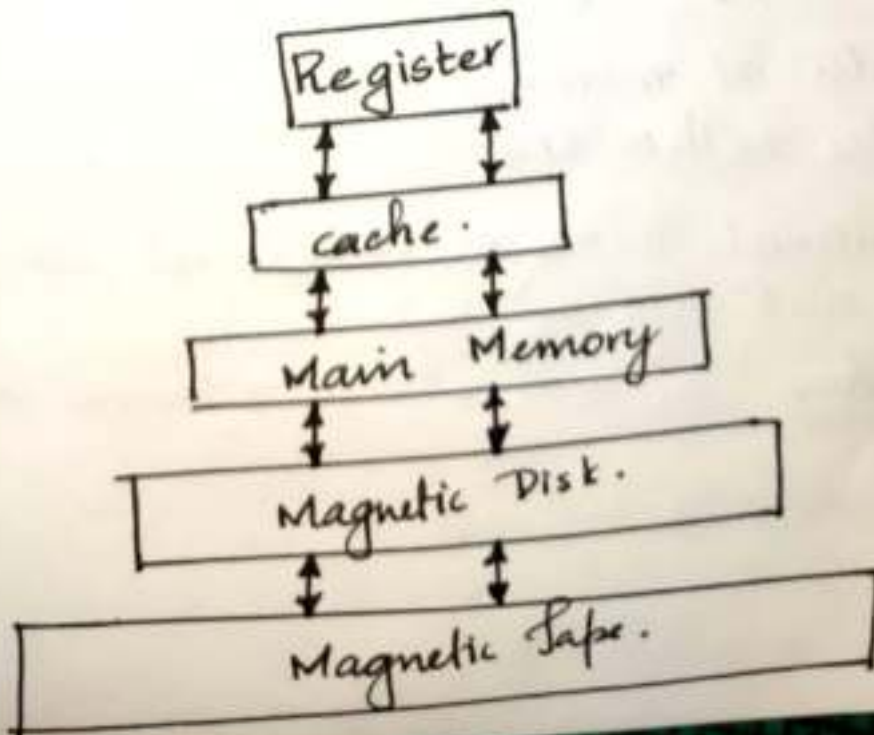 Register
cache.
Main Memory
Magnetic Disk.
Magnetic Tape.